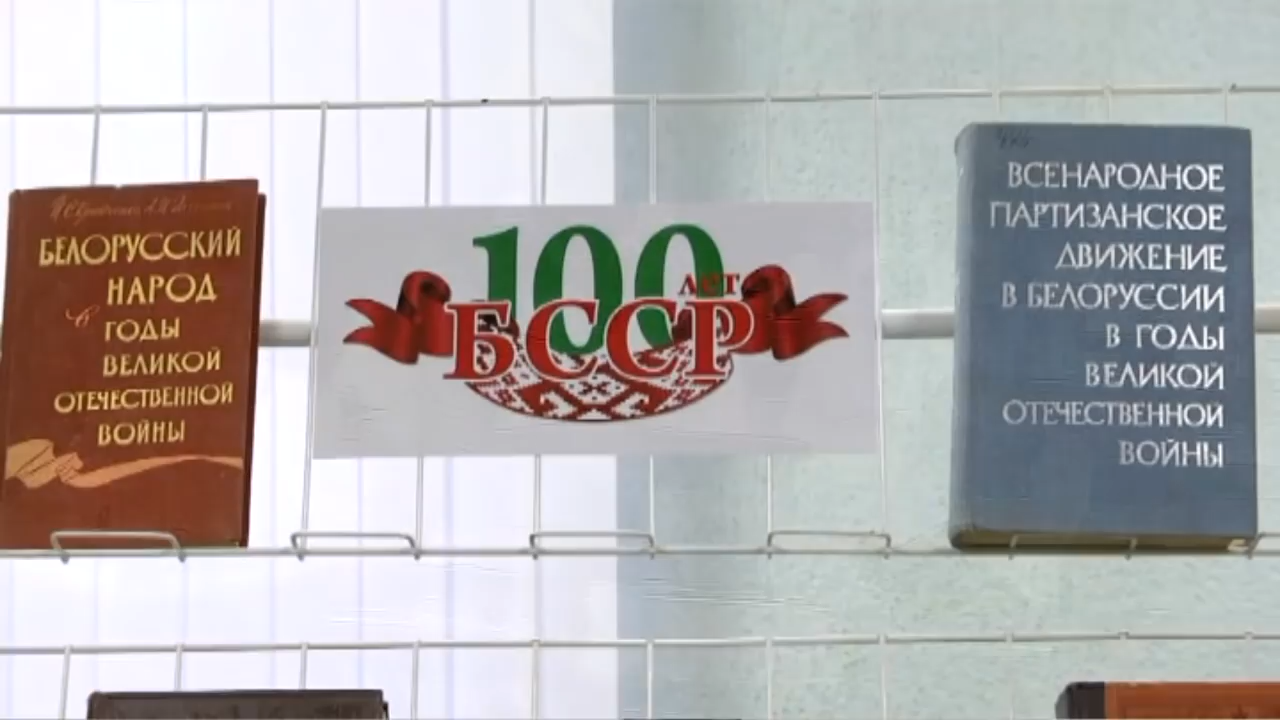 БЕЛОРУССКИЙ
НАРОД
в ГОДЫ
ВЕЛИКОЙ
ОТЕЧЕСТВЕННОЙ
ВОЙНЫ
100
лет
БССР
ВСЕНАРОДНОЕ
ПАРТИЗАНСКОЕ
ДВИЖЕНИЕ
В БЕЛОРУССИИ
В ГОДЫ
ВЕЛИКОЙ
ОТЕЧЕСТВЕННОЙ
ВОЙНЫ